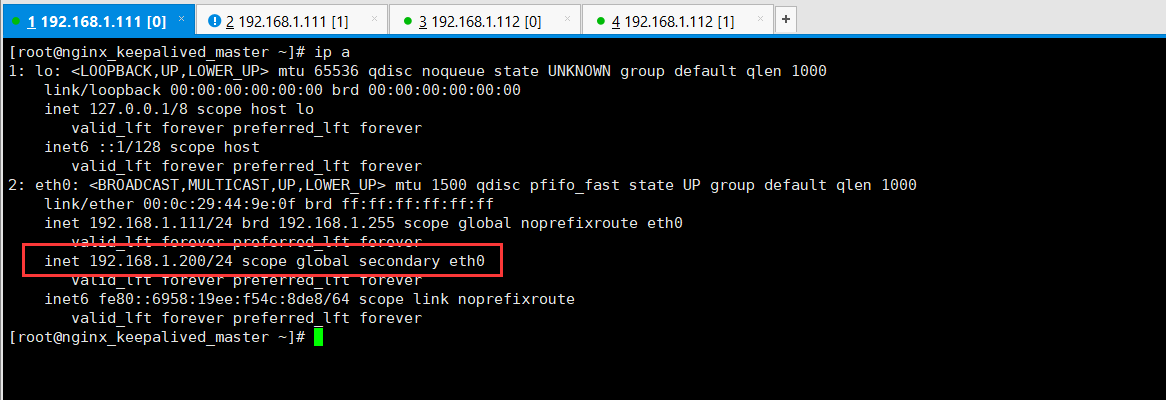 1 192.168.1.111 [0] × 2 192.168.1.111 [1] × 3 192.168.1.112 [0] × 4 192.168.1.112 [1] × +
[root@nginx_keepalived_master ~]# ip a
1: lo: <LOOPBACK,UP,LOWER_UP> mtu 65536 qdisc noqueue state UNKNOWN group default qlen 1000
    link/loopback 00:00:00:00:00:00 brd 00:00:00:00:00:00
    inet 127.0.0.1/8 scope host lo
       valid_lft forever preferred_lft forever
    inet6 ::1/128 scope host
       valid_lft forever preferred_lft forever
2: eth0: <BROADCAST,MULTICAST,UP,LOWER_UP> mtu 1500 qdisc pfifo_fast state UP group default qlen 1000
    link/ether 00:0c:29:44:9e:0f brd ff:ff:ff:ff:ff:ff
    inet 192.168.1.111/24 brd 192.168.1.255 scope global noprefixroute eth0
       valid_lft forever preferred_lft forever
    inet 192.168.1.200/24 scope global secondary eth0
       valid_lft forever preferred_lft forever
    inet6 fe80::6958:19ee:f54c:8de8/64 scope link noprefixroute
       valid_lft forever preferred_lft forever
[root@nginx_keepalived_master ~]#